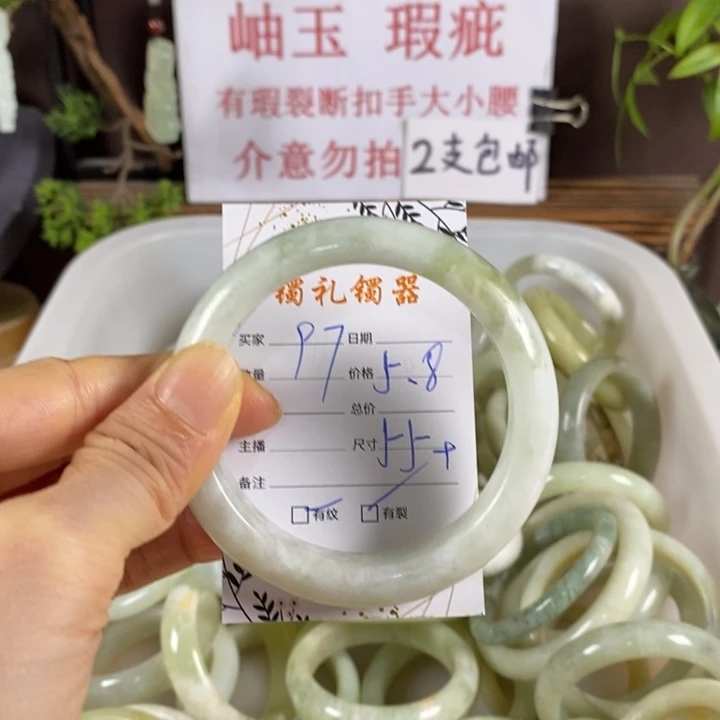 岫玉 瑕疵
有瑕裂断扣手大小腰
介意勿拍 2支包邮
镯礼镯器
买家 97 日期
量 价格 5.8
总价
主播 尺寸 55+
备注
有纹 有裂